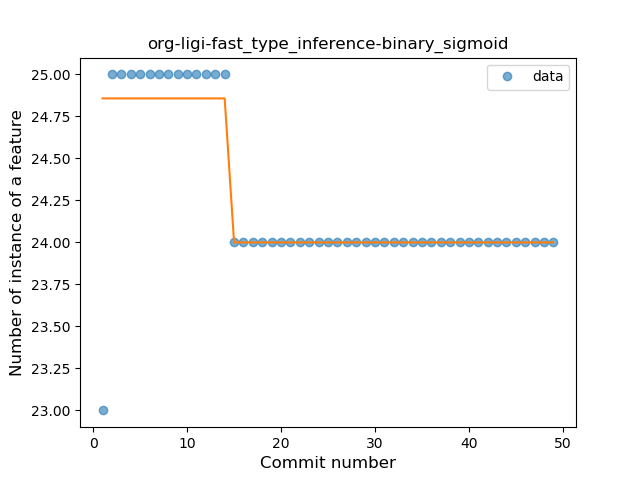 org-ligi-fast_type_inference-binary_sigmoid
data
Number of instance of a feature
25.00
24.75
24.50
24.25
24.00
23.75
23.50
23.25
23.00
0 10 20 30 40 50
Commit number